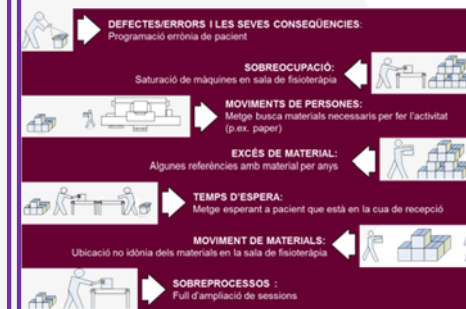 DEFECTES/ERRORS I LES SEVES CONSEQÜENCIES:
Programació errònia de pacient
SOBREOCUPACIÓ:
Saturació de màquines en sala de fisioteràpia
MOVIMENTS DE PERSONES:
Metge busca materials necessaris per fer l'activitat
(p.ex. paper)
EXCÉS DE MATERIAL:
Algunes referències amb material per anys
TEMPS D'ESPERA:
Metge esperant a pacient que està en la cua de recepció
MOVIMENT DE MATERIALS:
Ubicació no idònia dels materials en la sala de fisioteràpia
SOBREPROCESSOS :
Full d'ampliació de sessions